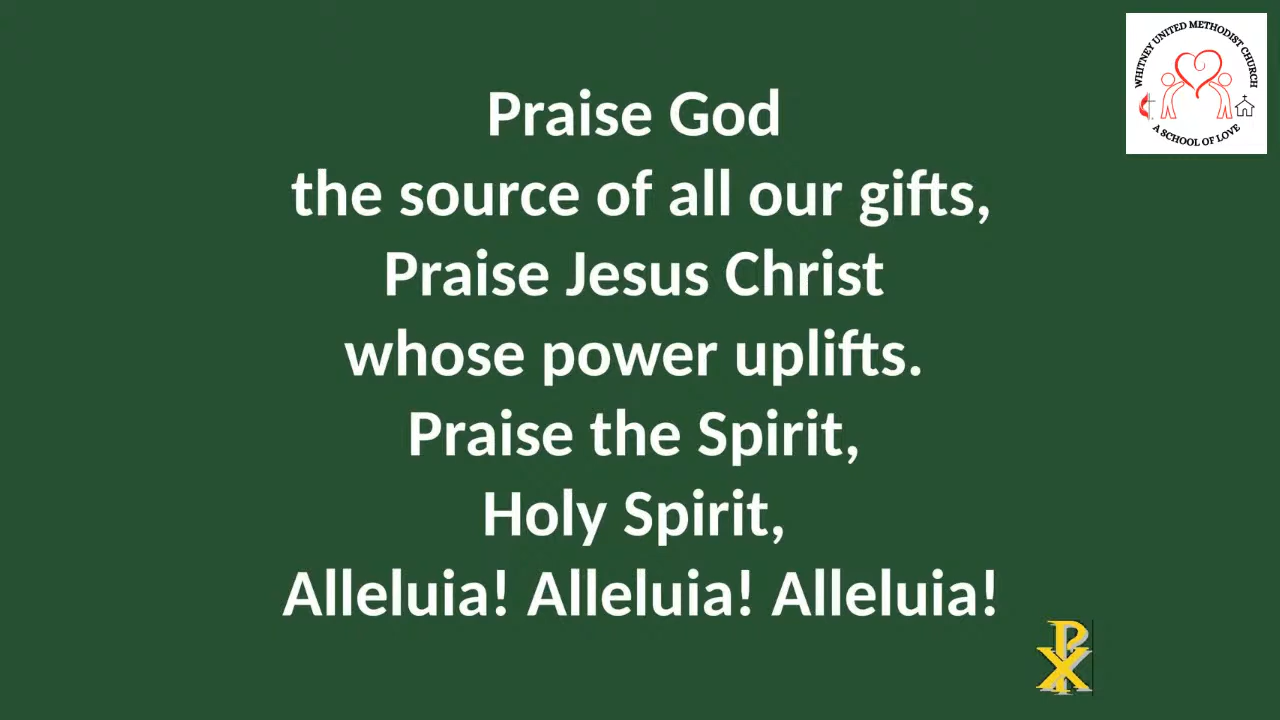 WHITNEY UNITED METHODIST CHURCH
A SCHOOL OF LOVE
Praise God
the source of all our gifts,
Praise Jesus Christ
whose power uplifts.
Praise the Spirit,
Holy Spirit,
Alleluia! Alleluia! Alleluia!